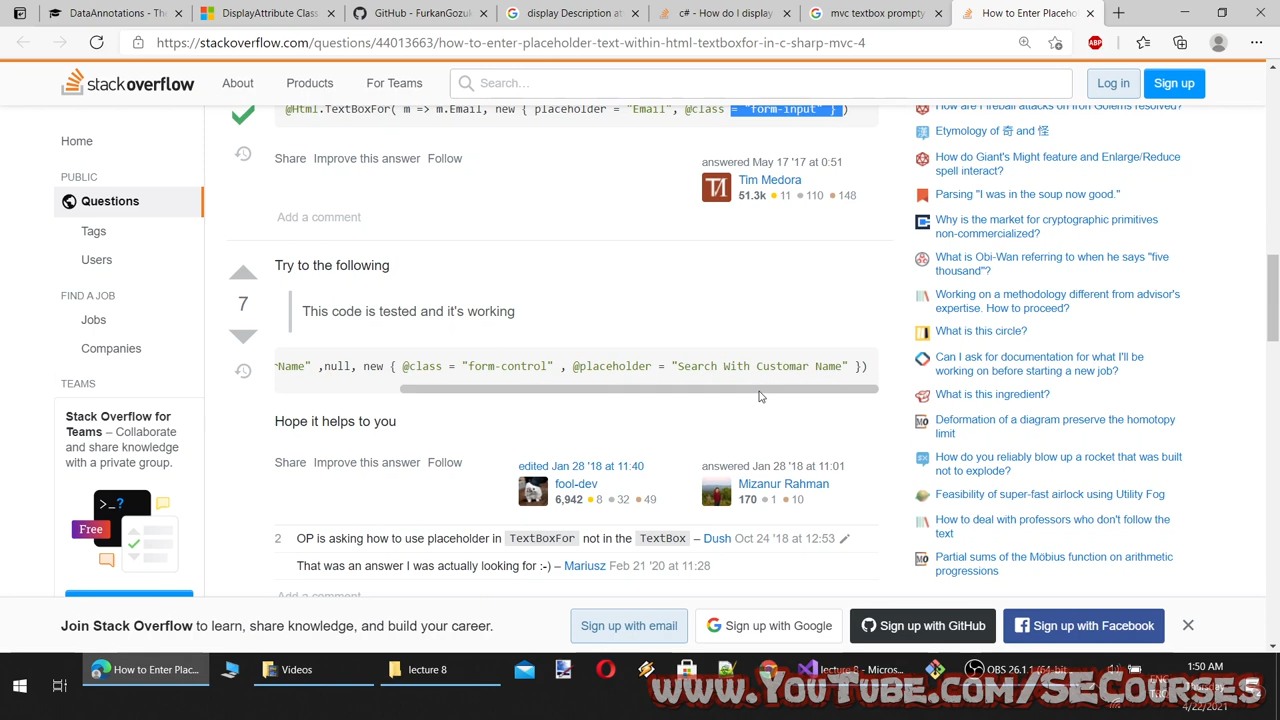 DataAnnotations - The
DisplayAttribute Class
GitHub - FurkanGoz
display Description at
c# - How do I display
mvc textbox prompty
How to Enter Placeho
https://stackoverflow.com/questions/44013663/how-to-enter-placeholder-text-within-html-textboxfor-in-c-sharp-mvc-4
ABP
stackoverflow
About
Products
For Teams
Search...
Log in
Sign up
Home
PUBLIC
Questions
Tags
Users
FIND A JOB
Jobs
Companies
TEAMS
Stack Overflow for
Teams – Collaborate
and share knowledge
with a private group.
>_?
Free
@Html.TextBoxFor( m => m.Email, new { placeholder = "Email", @class = "form-input" } )
Share Improve this answer Follow
answered May 17 '17 at 0:51
Tim Medora
51.3k 11 110 148
Add a comment
7
Try to the following
This code is tested and it's working
Name" ,null, new { @class = "form-control" , @placeholder = "Search With Customar Name" })
Hope it helps to you
Share Improve this answer Follow
edited Jan 28 '18 at 11:40
fool-dev
6,942 8 32 49
answered Jan 28 '18 at 11:01
Mizanur Rahman
170 1 10
2 OP is asking how to use placeholder in TextBoxFor not in the TextBox – Dush Oct 24 '18 at 12:53
That was an answer I was actually looking for :-) – Mariusz Feb 21 '20 at 11:28
Add a comment
How are Fireball attacks on Iron Golems resolved?
Etymology of 奇 and 怪
How do Giant's Might feature and Enlarge/Reduce
spell interact?
Parsing "I was in the soup now good."
Why is the market for cryptographic primitives
non-commercialized?
What is Obi-Wan referring to when he says "five
thousand"?
Working on a methodology different from advisor's
expertise. How to proceed?
What is this circle?
Can I ask for documentation for what I'll be
working on before starting a new job?
What is this ingredient?
Deformation of a diagram preserve the homotopy
limit
How do you reliably blow up a rocket that was built
not to explode?
Feasibility of super-fast airlock using Utility Fog
How to deal with professors who don't follow the
text
Partial sums of the Möbius function on arithmetic
progressions
Join Stack Overflow to learn, share knowledge, and build your career.
Sign up with email
Sign up with Google
Sign up with GitHub
Sign up with Facebook
How to Enter Plac...
Videos
lecture 8
lecture 8 - Micros...
OBS 26.1.1 (64-bit,
ENG
1:50 AM
Thursday
4/22/2021
www.YouTube.com/SECourses